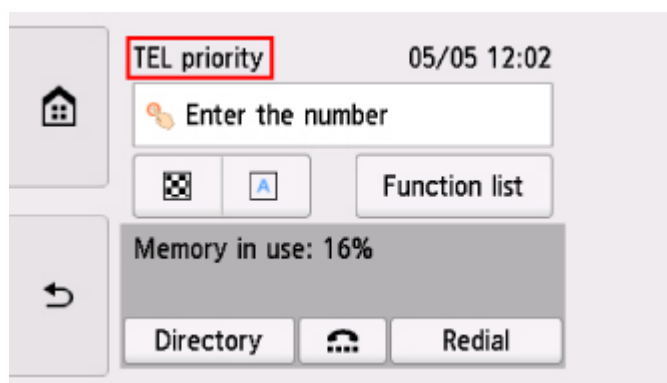 TEL priority 05/05 12:02
Enter the number
A Function list
Memory in use: 16%
Directory Redial